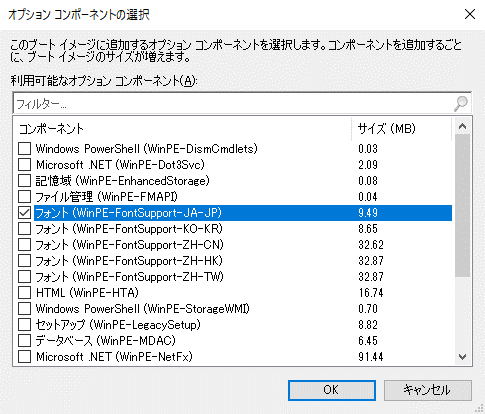 オプション コンポーネントの選択
このブート イメージに追加するオプション コンポーネントを選択します。コンポーネントを追加するごと
に、ブート イメージのサイズが増えます。
利用可能なオプション コンポーネント(A):
フィルター...
コンポーネント サイズ (MB)
Windows PowerShell (WinPE-DismCmdlets) 0.03
Microsoft .NET (WinPE-Dot3Svc) 2.09
記憶域 (WinPE-EnhancedStorage) 0.08
ファイル管理 (WinPE-FMAPI) 0.04
フォント (WinPE-FontSupport-JA-JP) 9.49
フォント (WinPE-FontSupport-KO-KR) 8.65
フォント (WinPE-FontSupport-ZH-CN) 32.62
フォント (WinPE-FontSupport-ZH-HK) 32.87
フォント (WinPE-FontSupport-ZH-TW) 32.87
HTML (WinPE-HTA) 16.74
Windows PowerShell (WinPE-StorageWMI) 0.70
セットアップ (WinPE-LegacySetup) 8.82
データベース (WinPE-MDAC) 6.45
Microsoft .NET (WinPE-NetFx) 91.44
OK キャンセル